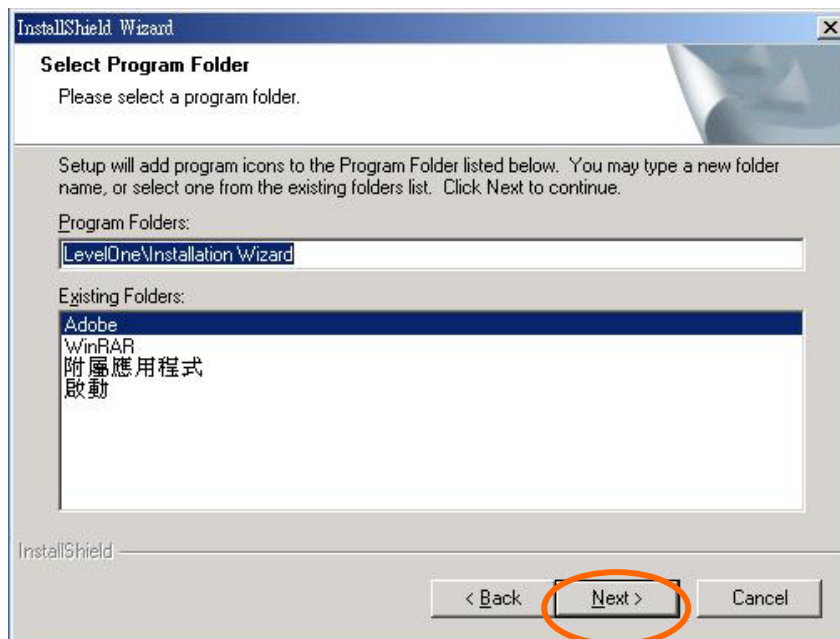 InstallShield Wizard
Select Program Folder
Please select a program folder.
Setup will add program icons to the Program Folder listed below.  You may type a new folder
name, or select one from the existing folders list.  Click Next to continue.
Program Folders:
LevelOne\Installation Wizard
Existing Folders:
Adobe
WinRAR
附屬應用程式
啟動
InstallShield
< Back
Next >
Cancel